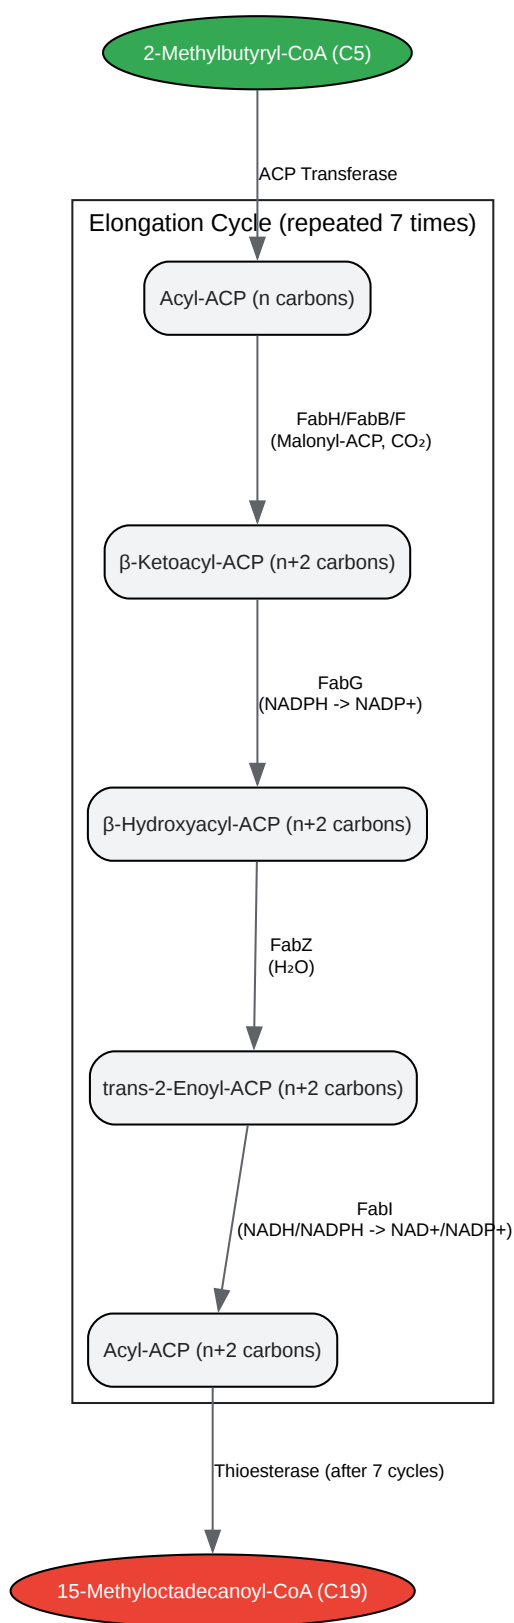 2-Methylbutyryl-CoA (C5)
ACP Transferase
Elongation Cycle (repeated 7 times)
Acyl-ACP (n carbons)
FabH/FabB/F
(Malonyl-ACP, CO₂)
β-Ketoacyl-ACP (n+2 carbons)
FabG
(NADPH -> NADP+)
β-Hydroxyacyl-ACP (n+2 carbons)
FabZ
(H₂O)
trans-2-Enoyl-ACP (n+2 carbons)
FabI
(NADH/NADPH -> NAD+/NADP+)
Acyl-ACP (n+2 carbons)
Thioesterase (after 7 cycles)
15-Methyloctadecanoyl-CoA (C19)